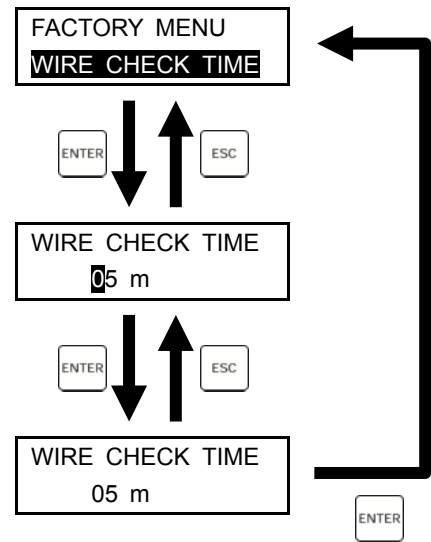 FACTORY MENU
WIRE CHECK TIME
ENTER
ESC
WIRE CHECK TIME
05 m
ENTER
ESC
WIRE CHECK TIME
05 m
ENTER